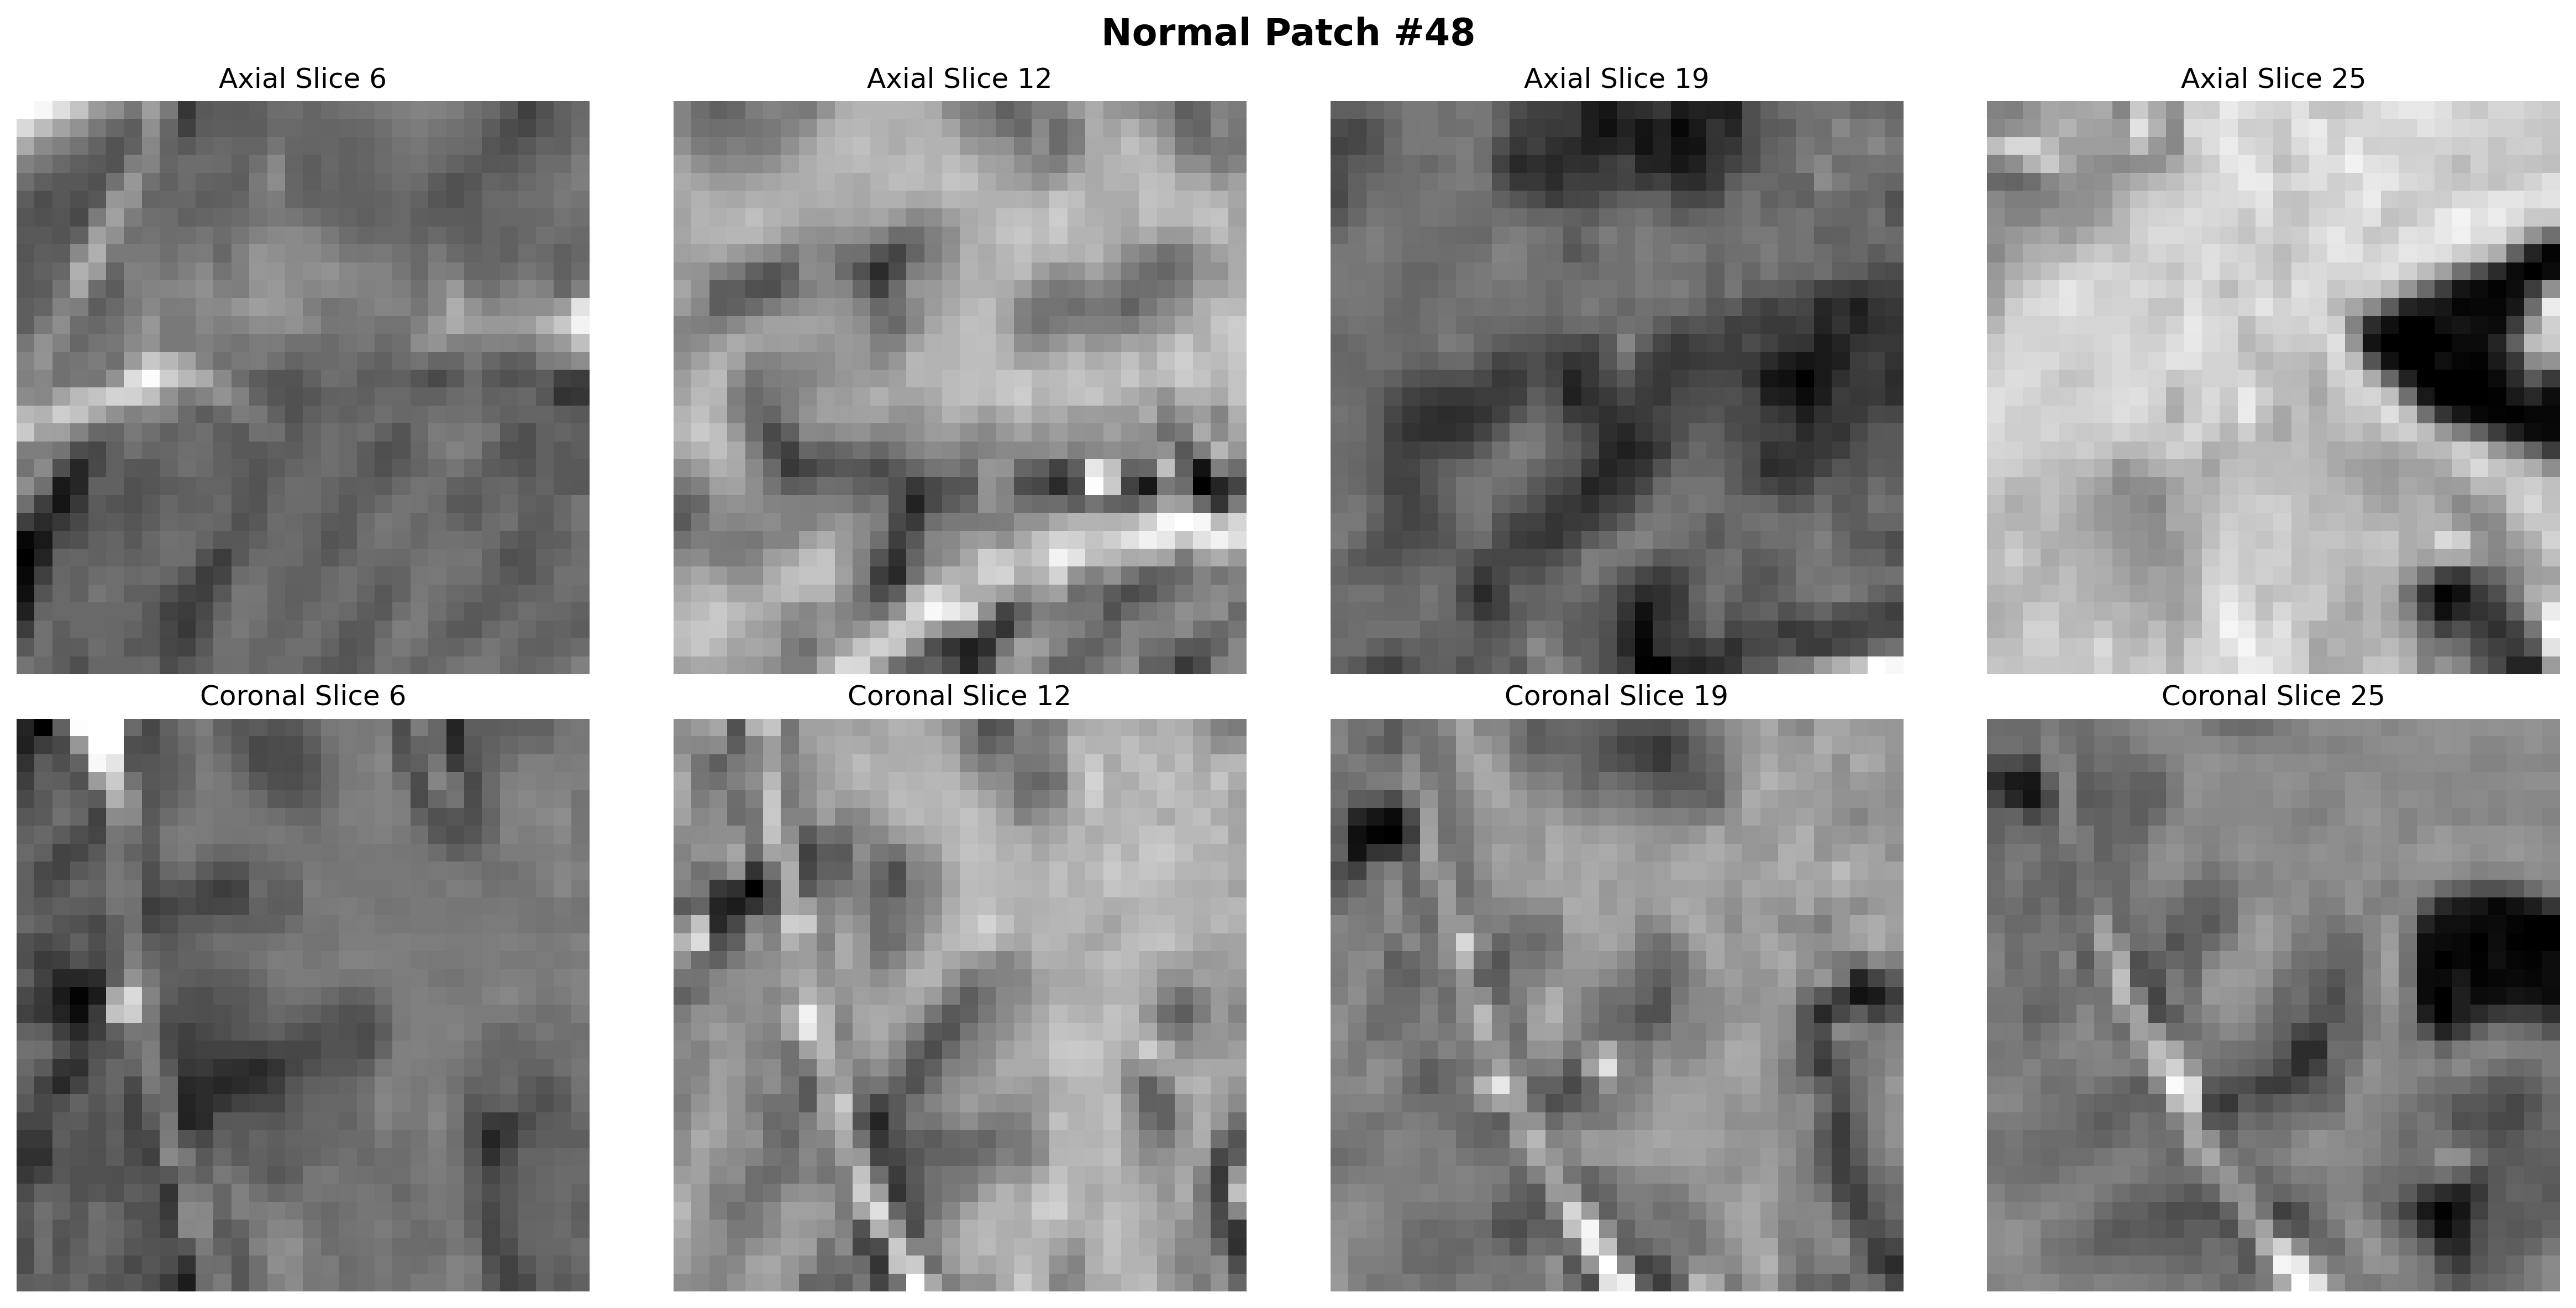 Normal Patch #48
Axial Slice 6
Axial Slice 12
Axial Slice 19
Axial Slice 25
Coronal Slice 6
Coronal Slice 12
Coronal Slice 19
Coronal Slice 25